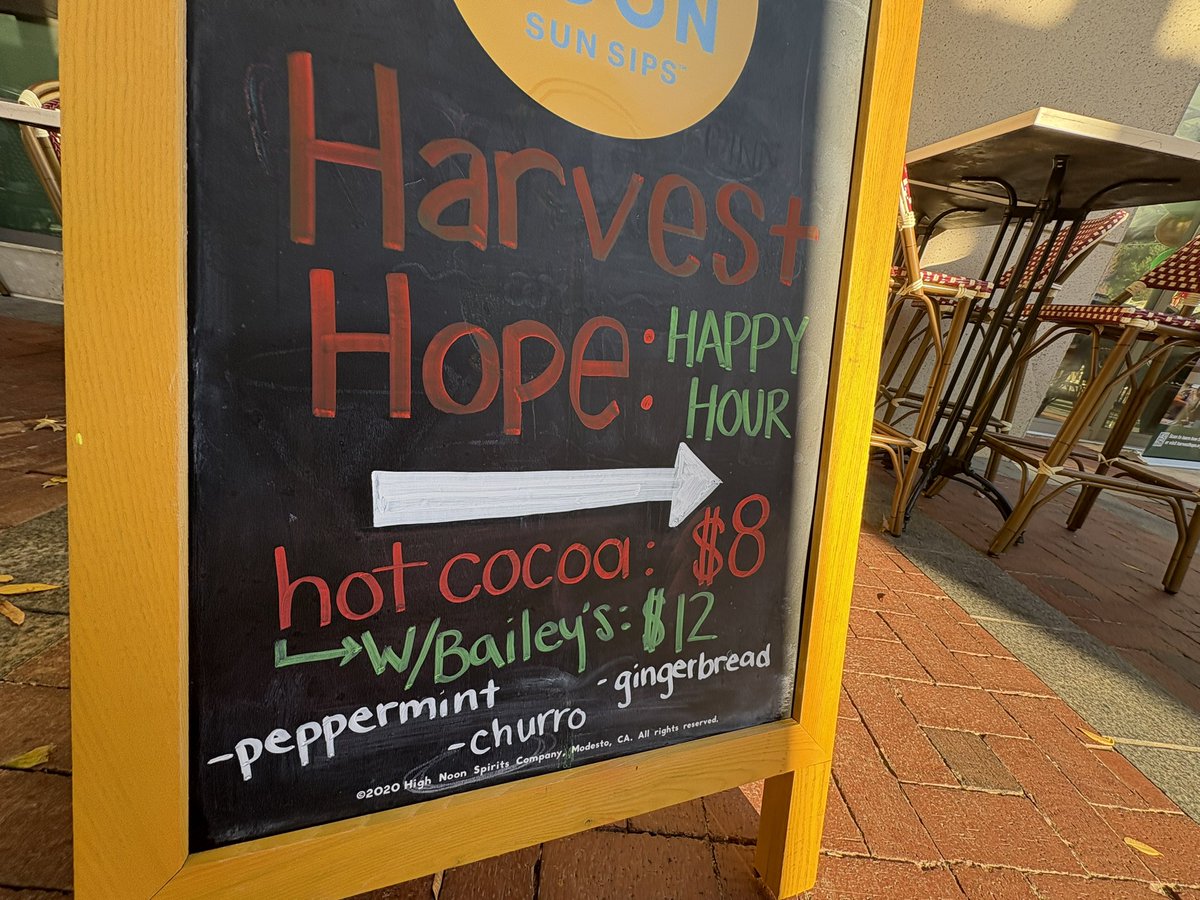 NOON
SUN SIPS™
Harvest
Hope: HAPPY
HOUR
hot cocoa: $8
W/Bailey's: $12
-peppermint
-churro
-gingerbread
©2020 High Noon Spirits Company, Modesto, CA. All rights reserved.